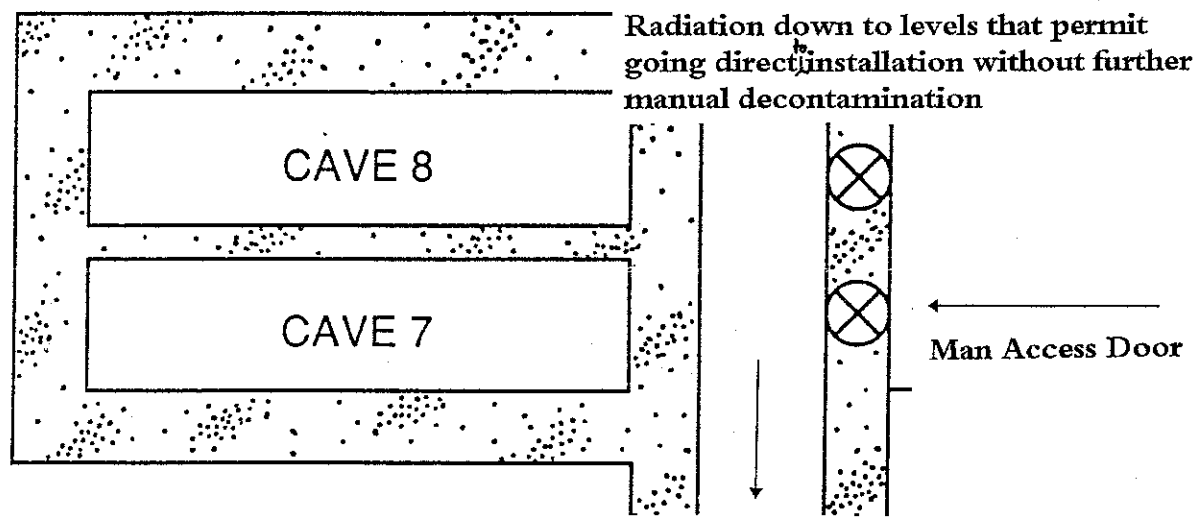 Radiation down to levels that permit
going direct to installation without further
manual decontamination
CAVE 8
CAVE 7
Man Access Door